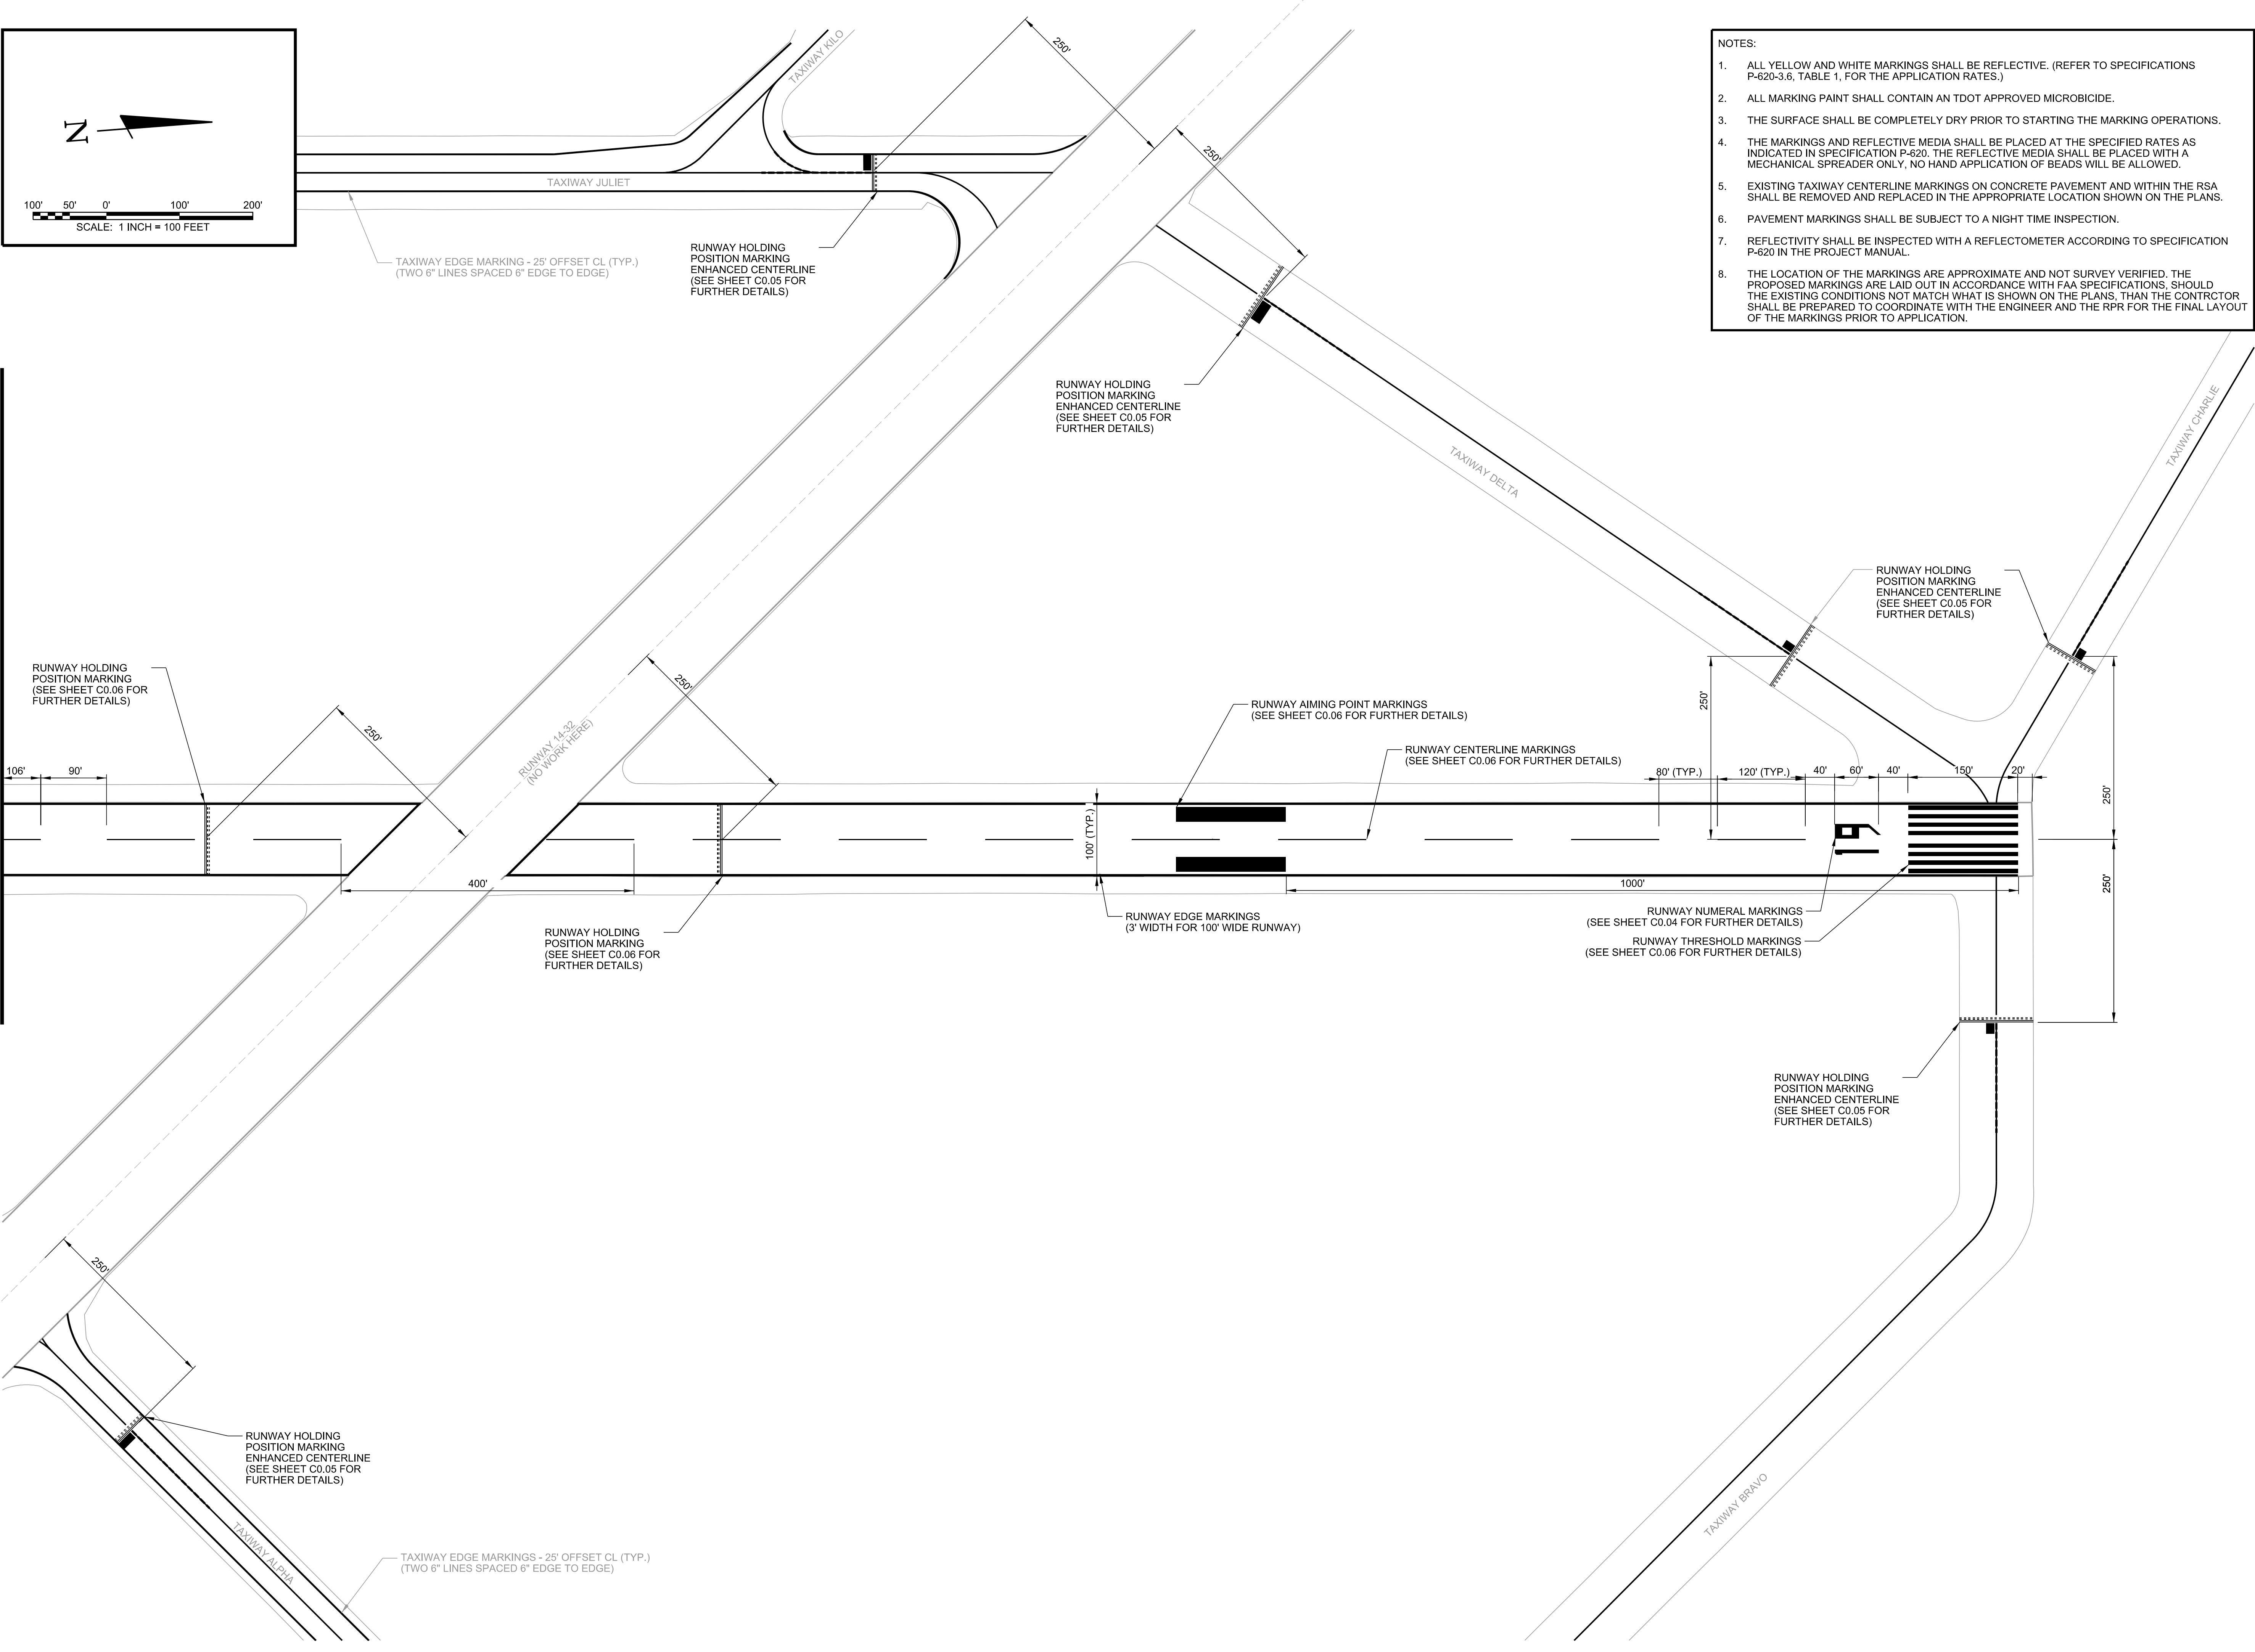 N
100' 50' 0' 100' 200'
SCALE: 1 INCH = 100 FEET
TAXIWAY KILO
250'
250'
TAXIWAY JULIET
TAXIWAY EDGE MARKING - 25' OFFSET CL (TYP.)
(TWO 6" LINES SPACED 6" EDGE TO EDGE)
RUNWAY HOLDING
POSITION MARKING
ENHANCED CENTERLINE
(SEE SHEET C0.05 FOR
FURTHER DETAILS)
NOTES:
1. ALL YELLOW AND WHITE MARKINGS SHALL BE REFLECTIVE. (REFER TO SPECIFICATIONS
P-620-3.6, TABLE 1, FOR THE APPLICATION RATES.)
2. ALL MARKING PAINT SHALL CONTAIN AN TDOT APPROVED MICROBICIDE.
3. THE SURFACE SHALL BE COMPLETELY DRY PRIOR TO STARTING THE MARKING OPERATIONS.
4. THE MARKINGS AND REFLECTIVE MEDIA SHALL BE PLACED AT THE SPECIFIED RATES AS
INDICATED IN SPECIFICATION P-620. THE REFLECTIVE MEDIA SHALL BE PLACED WITH A
MECHANICAL SPREADER ONLY, NO HAND APPLICATION OF BEADS WILL BE ALLOWED.
5. EXISTING TAXIWAY CENTERLINE MARKINGS ON CONCRETE PAVEMENT AND WITHIN THE RSA
SHALL BE REMOVED AND REPLACED IN THE APPROPRIATE LOCATION SHOWN ON THE PLANS.
6. PAVEMENT MARKINGS SHALL BE SUBJECT TO A NIGHT TIME INSPECTION.
7. REFLECTIVITY SHALL BE INSPECTED WITH A REFLECTOMETER ACCORDING TO SPECIFICATION
P-620 IN THE PROJECT MANUAL.
8. THE LOCATION OF THE MARKINGS ARE APPROXIMATE AND NOT SURVEY VERIFIED. THE
PROPOSED MARKINGS ARE LAID OUT IN ACCORDANCE WITH FAA SPECIFICATIONS, SHOULD
THE EXISTING CONDITIONS NOT MATCH WHAT IS SHOWN ON THE PLANS, THAN THE CONTRCTOR
SHALL BE PREPARED TO COORDINATE WITH THE ENGINEER AND THE RPR FOR THE FINAL LAYOUT
OF THE MARKINGS PRIOR TO APPLICATION.
RUNWAY HOLDING
POSITION MARKING
ENHANCED CENTERLINE
(SEE SHEET C0.05 FOR
FURTHER DETAILS)
TAXIWAY DELTA
TAXIWAY CHARLIE
RUNWAY HOLDING
POSITION MARKING
ENHANCED CENTERLINE
(SEE SHEET C0.05 FOR
FURTHER DETAILS)
RUNWAY HOLDING
POSITION MARKING
(SEE SHEET C0.06 FOR
FURTHER DETAILS)
250'
250'
RUNWAY 14-32
(NO WORK HERE)
RUNWAY AIMING POINT MARKINGS
(SEE SHEET C0.06 FOR FURTHER DETAILS)
RUNWAY CENTERLINE MARKINGS
(SEE SHEET C0.06 FOR FURTHER DETAILS)
250'
106' 90'
80' (TYP.) 120' (TYP.) 40' 60' 40' 150' 20'
250'
100' (TYP.)
400'
1000'
250'
RUNWAY EDGE MARKINGS
(3' WIDTH FOR 100' WIDE RUNWAY)
RUNWAY NUMERAL MARKINGS
(SEE SHEET C0.04 FOR FURTHER DETAILS)
RUNWAY THRESHOLD MARKINGS
(SEE SHEET C0.06 FOR FURTHER DETAILS)
RUNWAY HOLDING
POSITION MARKING
(SEE SHEET C0.06 FOR
FURTHER DETAILS)
RUNWAY HOLDING
POSITION MARKING
ENHANCED CENTERLINE
(SEE SHEET C0.05 FOR
FURTHER DETAILS)
250'
RUNWAY HOLDING
POSITION MARKING
ENHANCED CENTERLINE
(SEE SHEET C0.05 FOR
FURTHER DETAILS)
TAXIWAY ALPHA
TAXIWAY EDGE MARKINGS - 25' OFFSET CL (TYP.)
(TWO 6" LINES SPACED 6" EDGE TO EDGE)
TAXIWAY BRAVO